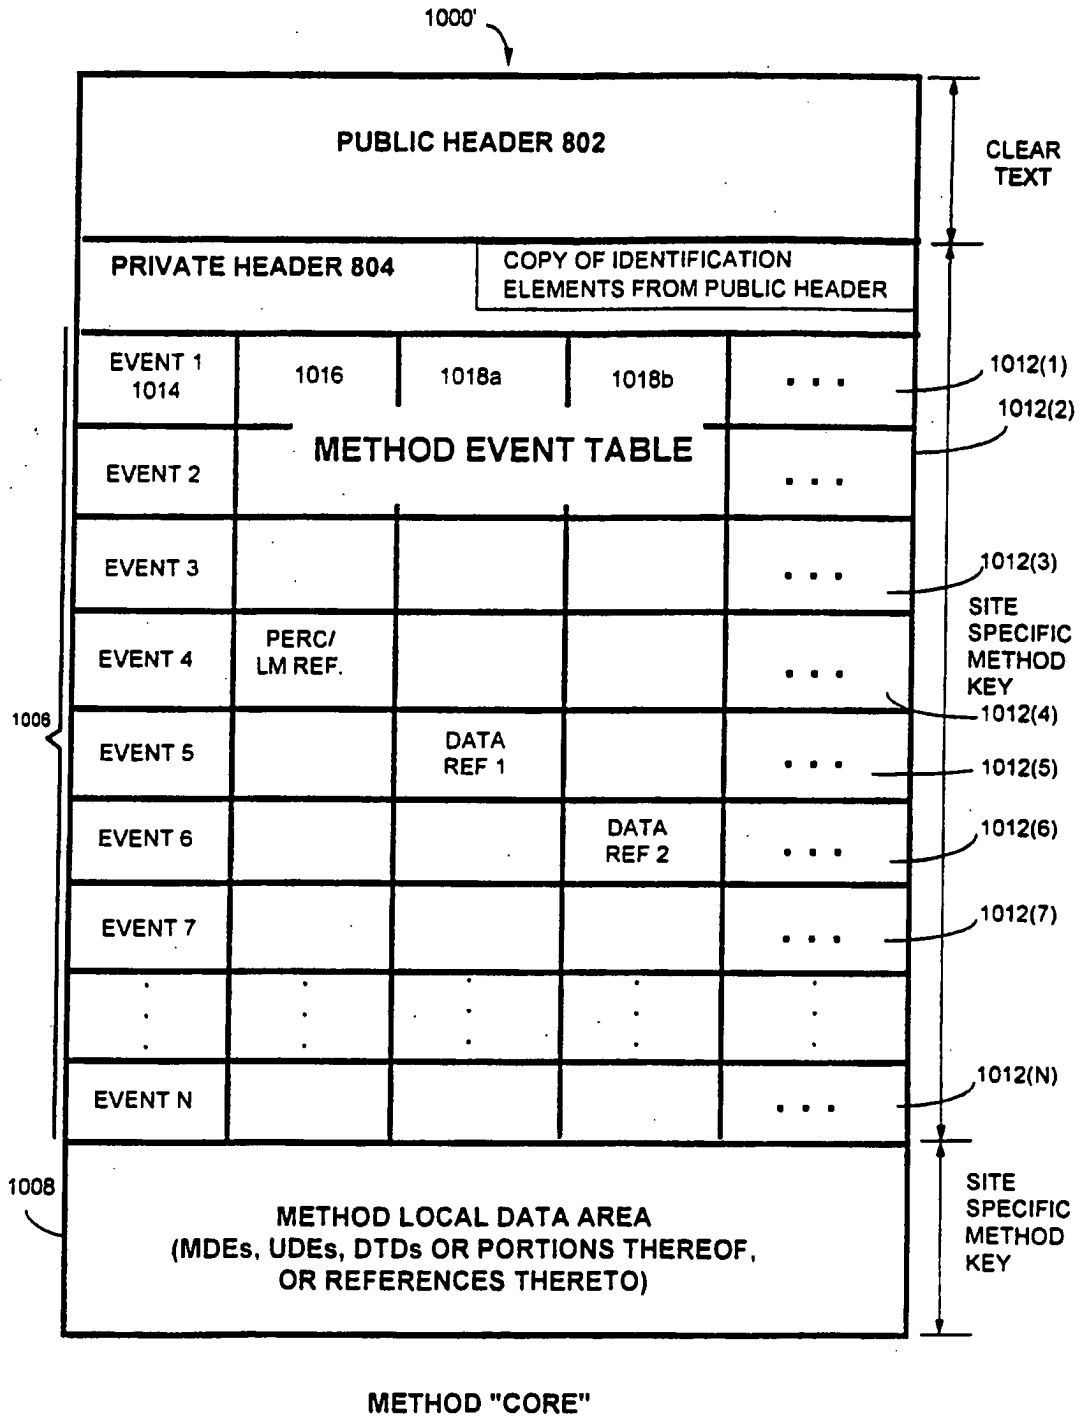 1000'
PUBLIC HEADER 802
CLEAR
TEXT
PRIVATE HEADER 804
COPY OF IDENTIFICATION
ELEMENTS FROM PUBLIC HEADER
EVENT 1
1014
1016
1018a
1018b
. . .
1012(1)
1012(2)
METHOD EVENT TABLE
EVENT 2
. . .
EVENT 3
. . .
1012(3)
SITE
SPECIFIC
METHOD
KEY
EVENT 4
PERC/
LM REF.
. . .
1012(4)
1006
EVENT 5
DATA
REF 1
. . .
1012(5)
EVENT 6
DATA
REF 2
. . .
1012(6)
EVENT 7
. . .
1012(7)
EVENT N
. . .
1012(N)
1008
METHOD LOCAL DATA AREA
(MDEs, UDEs, DTDs OR PORTIONS THEREOF,
OR REFERENCES THERETO)
SITE
SPECIFIC
METHOD
KEY
METHOD "CORE"